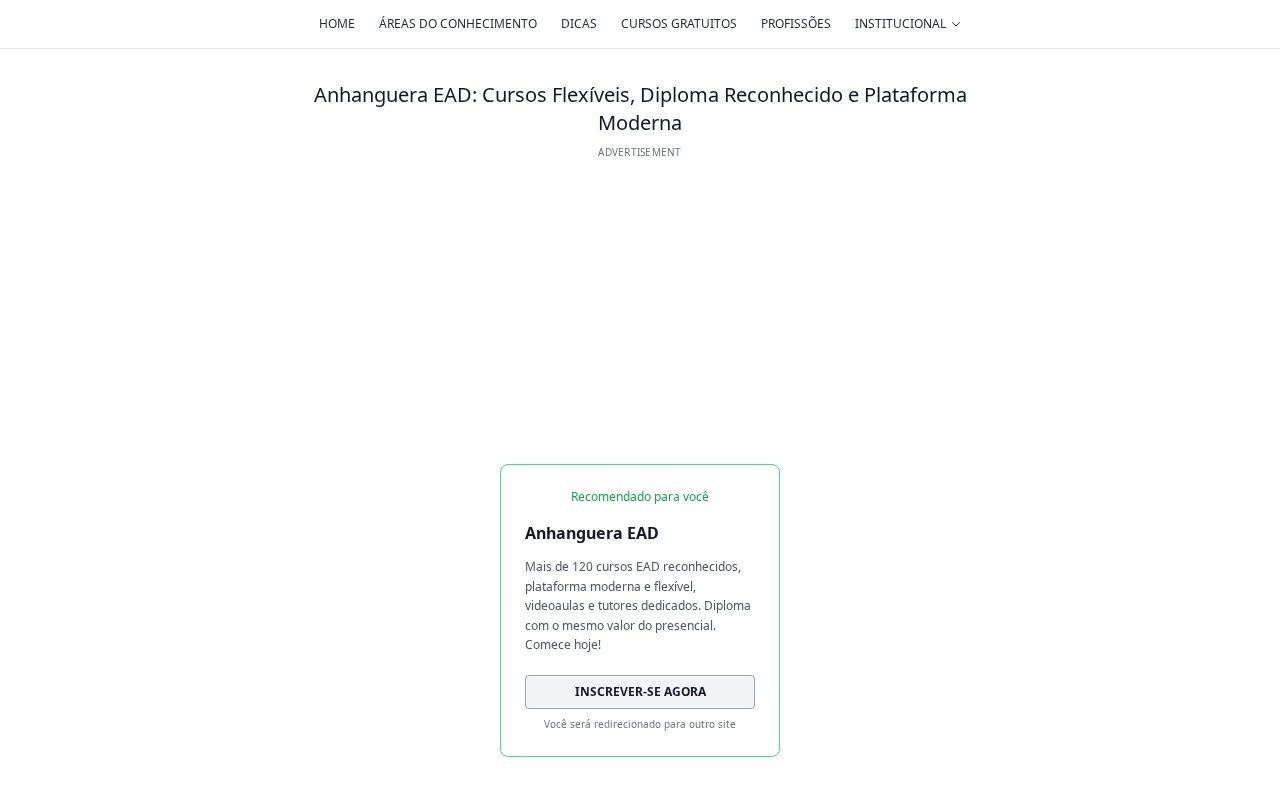 HOME ÁREAS DO CONHECIMENTO DICAS CURSOS GRATUITOS PROFISSÕES INSTITUCIONAL
Anhanguera EAD: Cursos Flexíveis, Diploma Reconhecido e Plataforma
Moderna
ADVERTISEMENT
Recomendado para você
Anhanguera EAD
Mais de 120 cursos EAD reconhecidos,
plataforma moderna e flexível,
videoaulas e tutores dedicados. Diploma
com o mesmo valor do presencial.
Comece hoje!
INSCREVER-SE AGORA
Você será redirecionado para outro site